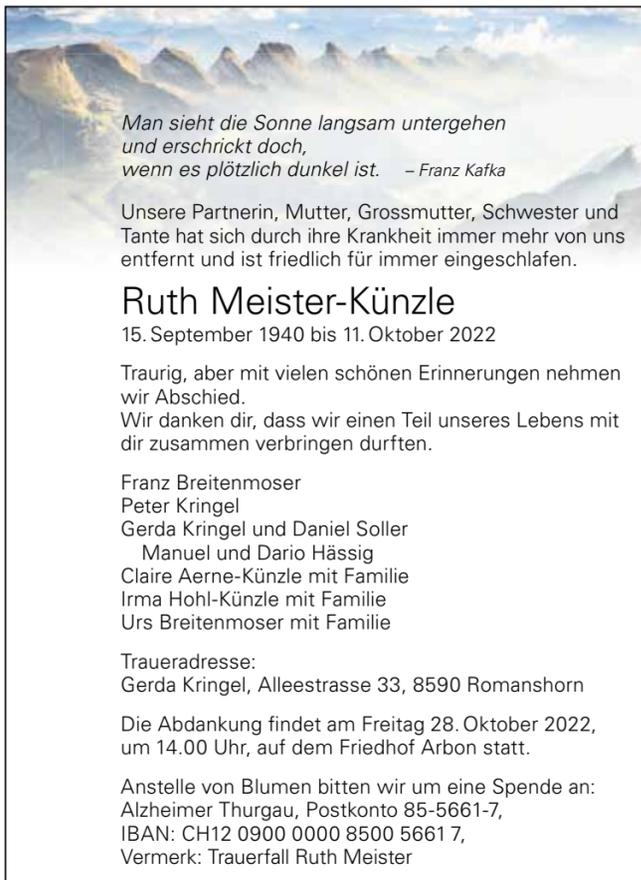 Man sieht die Sonne langsam untergehen
und erschrickt doch,
wenn es plötzlich dunkel ist. – Franz Kafka
Unsere Partnerin, Mutter, Grossmutter, Schwester und
Tante hat sich durch ihre Krankheit immer mehr von uns
entfernt und ist friedlich für immer eingeschlafen.
Ruth Meister-Künzle
15. September 1940 bis 11. Oktober 2022
Traurig, aber mit vielen schönen Erinnerungen nehmen
wir Abschied.
Wir danken dir, dass wir einen Teil unseres Lebens mit
dir zusammen verbringen durften.
Franz Breitenmoser
Peter Kringel
Gerda Kringel und Daniel Soller
Manuel und Dario Hässig
Claire Aerne-Künzle mit Familie
Irma Hohl-Künzle mit Familie
Urs Breitenmoser mit Familie
Traueradresse:
Gerda Kringel, Alleestrasse 33, 8590 Romanshorn
Die Abdankung findet am Freitag 28. Oktober 2022,
um 14.00 Uhr, auf dem Friedhof Arbon statt.
Anstelle von Blumen bitten wir um eine Spende an:
Alzheimer Thurgau, Postkonto 85-5661-7,
IBAN: CH12 0900 0000 8500 5661 7,
Vermerk: Trauerfall Ruth Meister